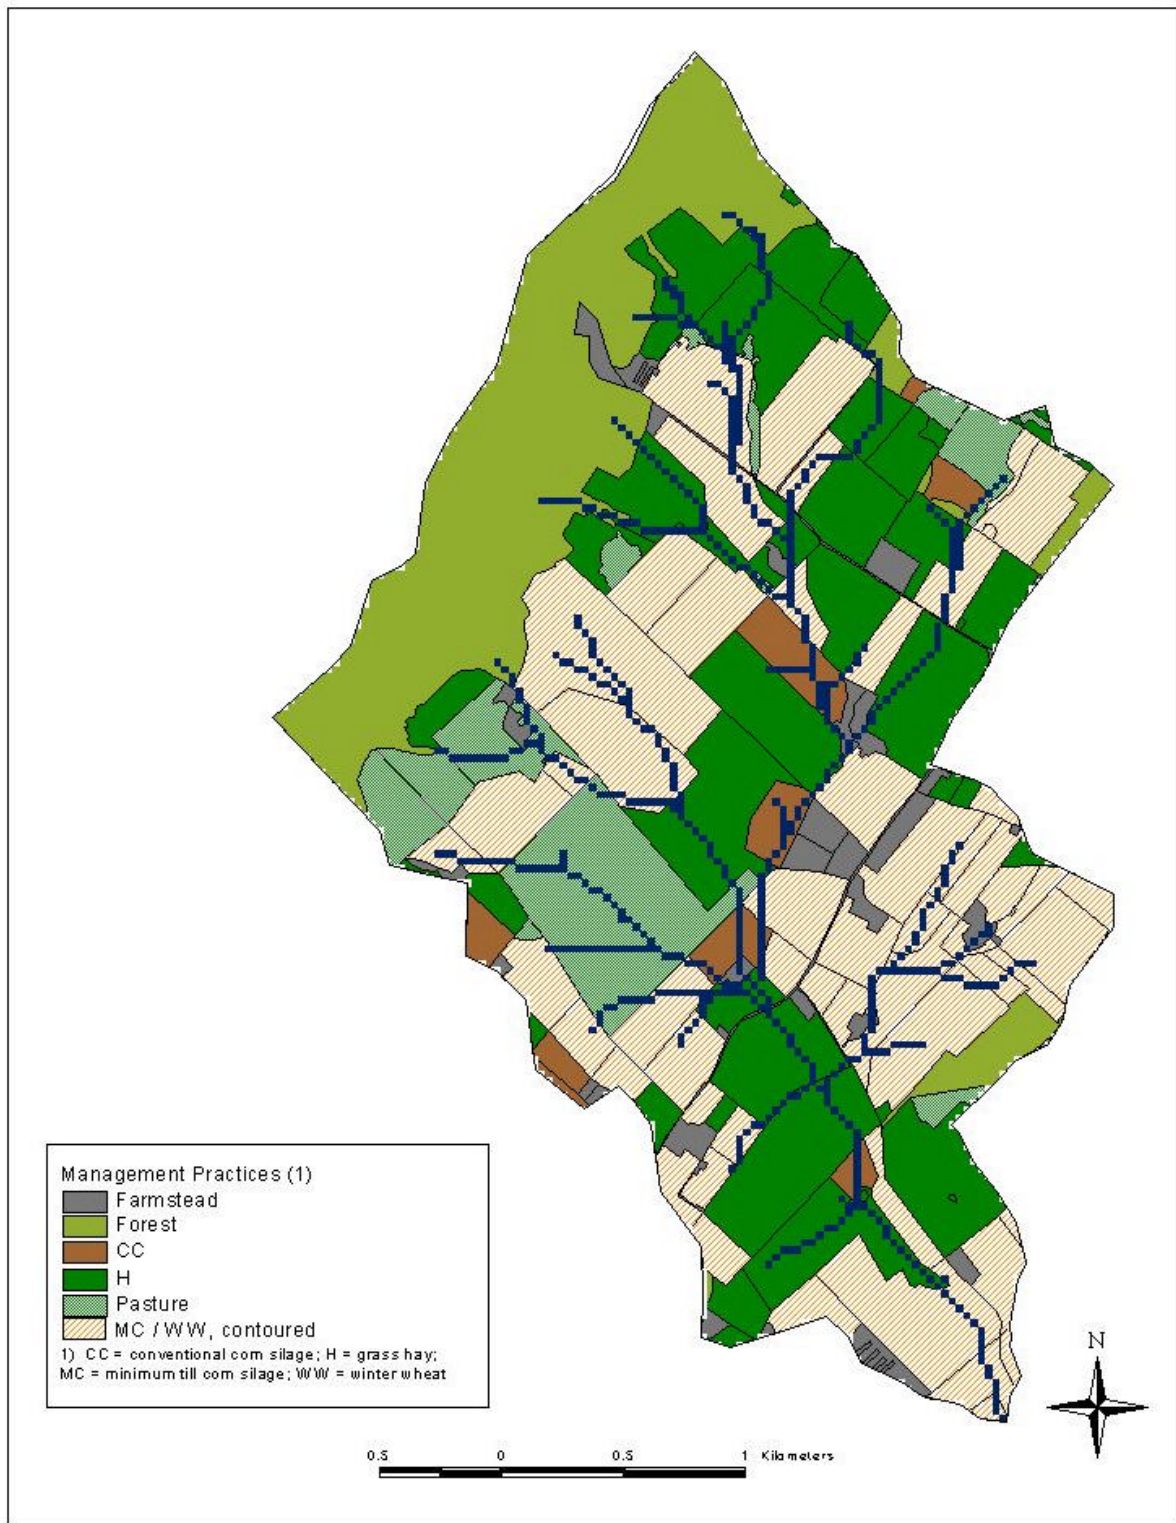 Management Practices (1)
Farmstead
Forest
CC
H
Pasture
MC / WW, contoured
1) CC = conventional corn silage; H = grass hay;
MC = minimum till corn silage; WW = winter wheat
N
0.5 0 0.5 1 Kilometers